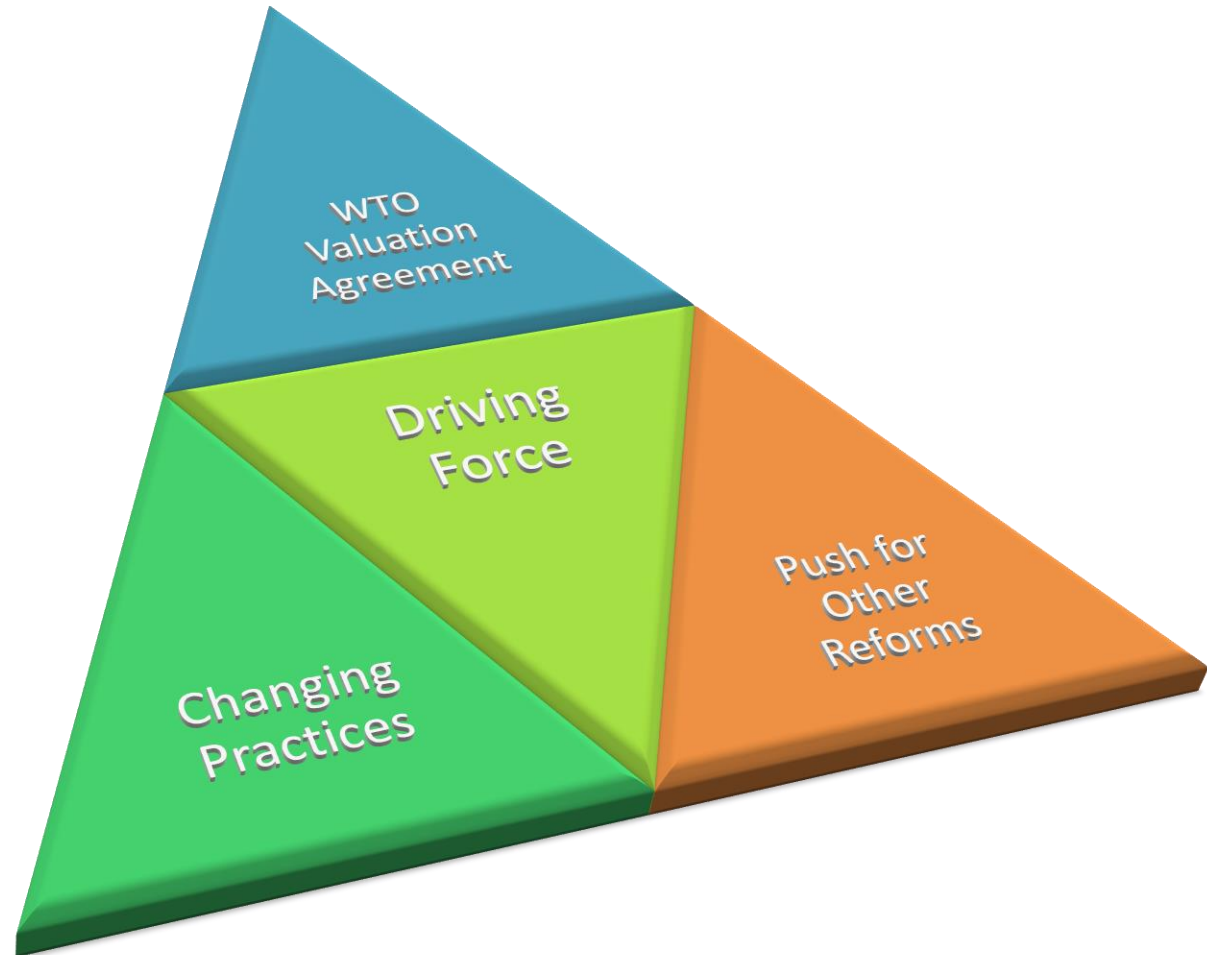 WTO
Valuation
Agreement
Driving
Force
Changing
Practices
Push for
Other
Reforms